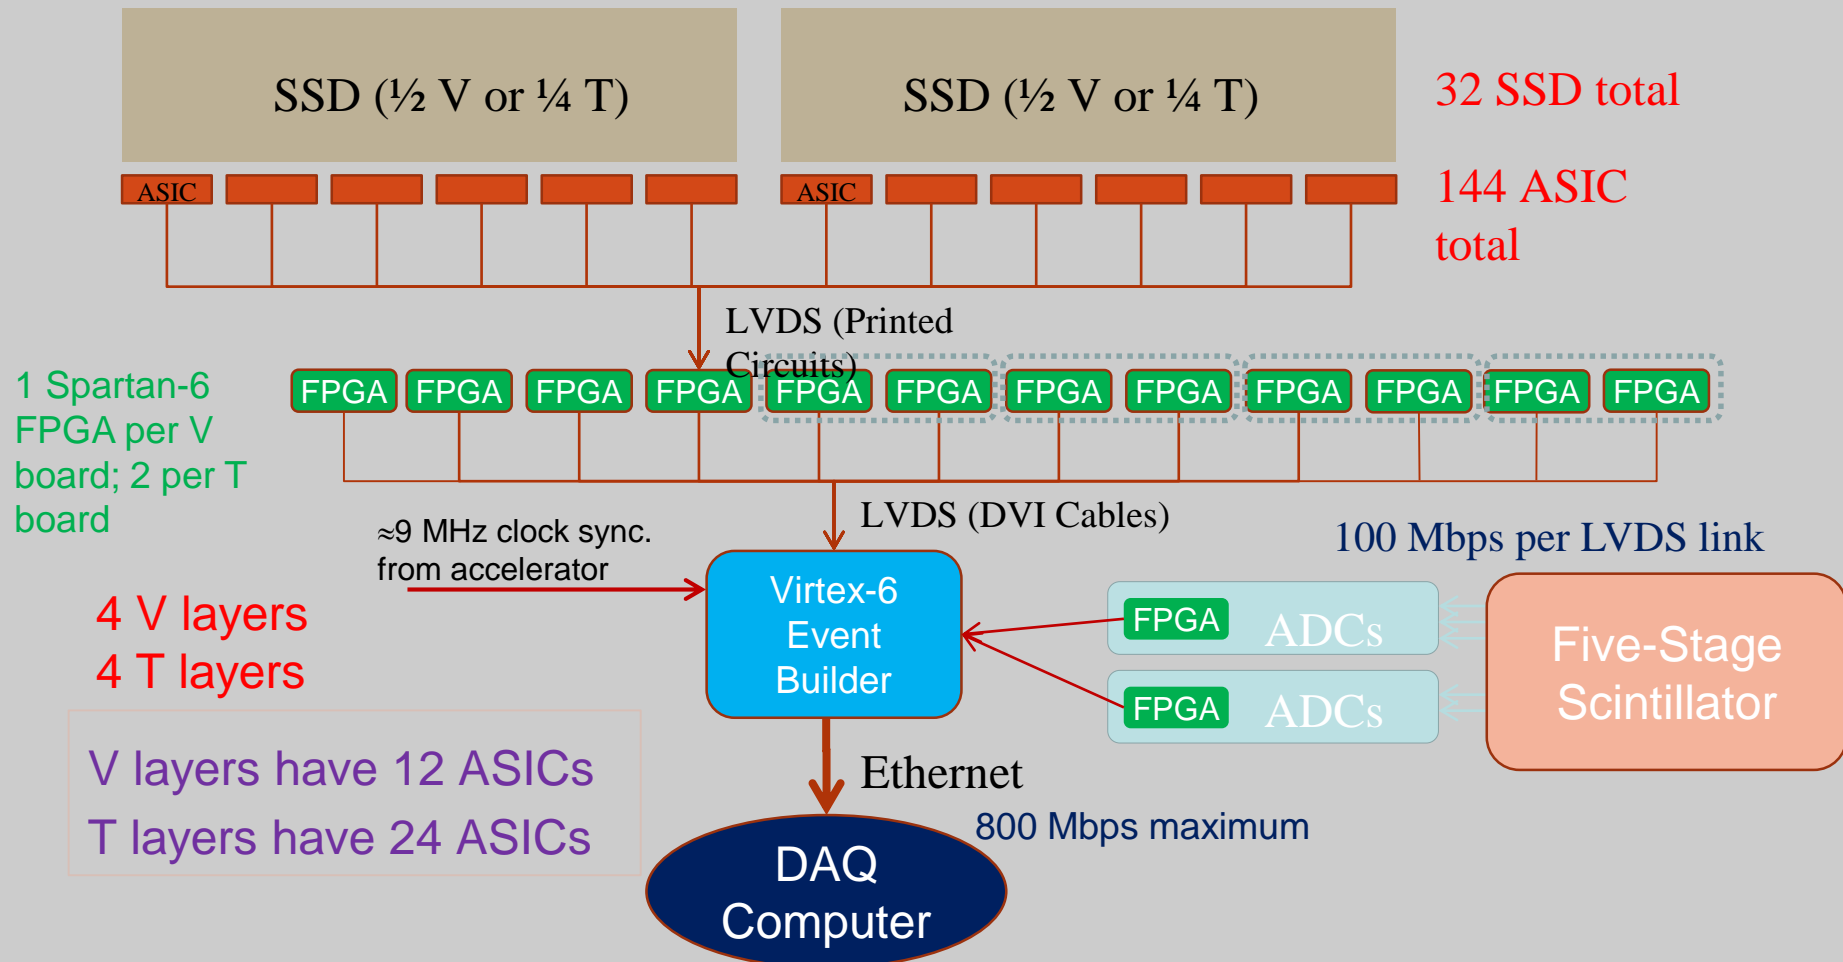 SSD (½ V or ¼ T)
SSD (½ V or ¼ T)
32 SSD total
ASIC
ASIC
144 ASIC
total
LVDS (Printed
Circuits)
1 Spartan-6
FPGA per V
board; 2 per T
board
FPGA
FPGA
FPGA
FPGA
FPGA
FPGA
FPGA
FPGA
FPGA
FPGA
FPGA
FPGA
LVDS (DVI Cables)
≈9 MHz clock sync.
from accelerator
100 Mbps per LVDS link
4 V layers
4 T layers
Virtex-6
Event
Builder
FPGA
ADCs
FPGA
ADCs
Five-Stage
Scintillator
V layers have 12 ASICs
T layers have 24 ASICs
Ethernet
800 Mbps maximum
DAQ
Computer